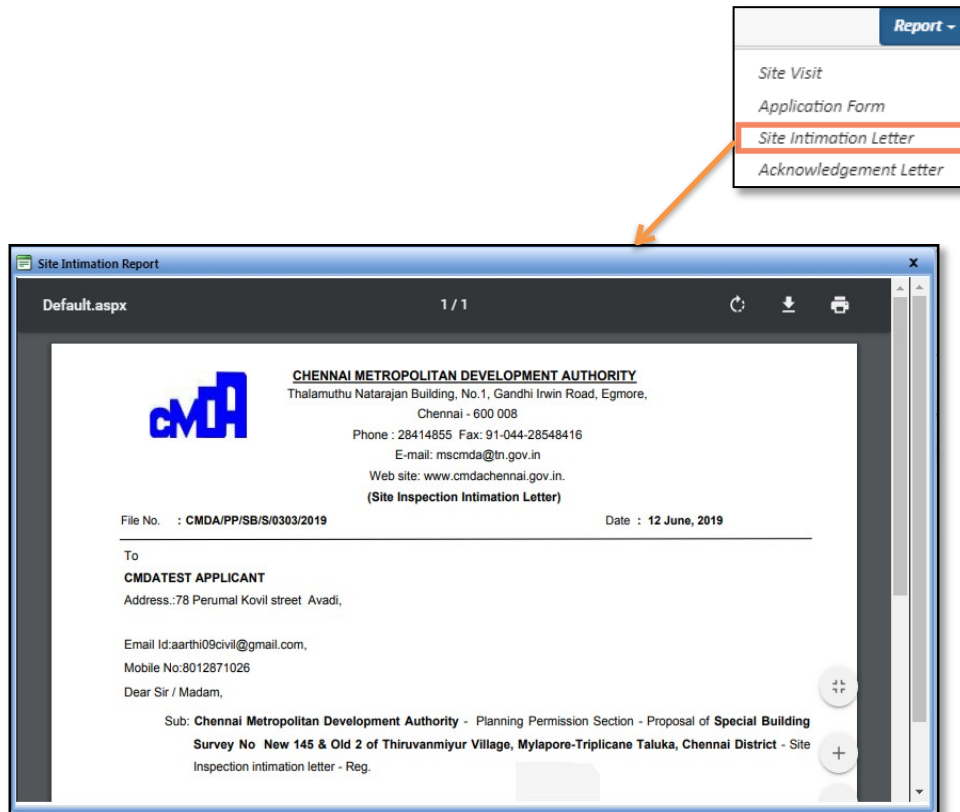 Report
Site Visit
Application Form
Site Intimation Letter
Acknowledgement Letter
Site Intimation Report x
Default.aspx 1 / 1
CMDA
CHENNAI METROPOLITAN DEVELOPMENT AUTHORITY
Thalamuthu Natarajan Building, No.1, Gandhi Irwin Road, Egmore,
Chennai - 600 008
Phone : 28414855 Fax: 91-044-28548416
E-mail: mscmda@tn.gov.in
Web site: www.cmdachennai.gov.in.
(Site Inspection Intimation Letter)
File No. : CMDA/PP/SB/S/0303/2019 Date : 12 June, 2019
To
CMDATEST APPLICANT
Address.:78 Perumal Kovil street Avadi,
Email Id:aarthi09civil@gmail.com,
Mobile No:8012871026
Dear Sir / Madam,
Sub: Chennai Metropolitan Development Authority - Planning Permission Section - Proposal of Special Building
Survey No New 145 & Old 2 of Thiruvanmiyur Village, Mylapore-Triplicane Taluka, Chennai District - Site
Inspection intimation letter - Reg.